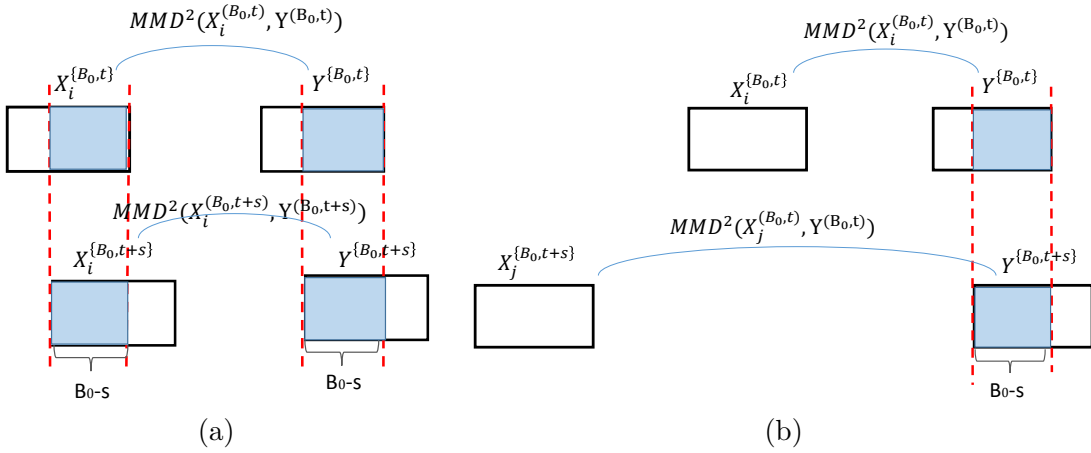 MMD²(X_i^{(B₀,t)}, Y^{(B₀,t)})
X_i^{{B₀,t}}
Y^{{B₀,t}}
MMD²(X_i^{(B₀,t+s)}, Y^{(B₀,t+s)})
X_i^{{B₀,t+s}}
Y^{{B₀,t+s}}
B₀-s
B₀-s
(a)
MMD²(X_i^{(B₀,t)}, Y^{(B₀,t)})
X_i^{{B₀,t}}
Y^{{B₀,t}}
MMD²(X_j^{(B₀,t)}, Y^{(B₀,t)})
X_j^{{B₀,t+s}}
Y^{{B₀,t+s}}
B₀-s
(b)